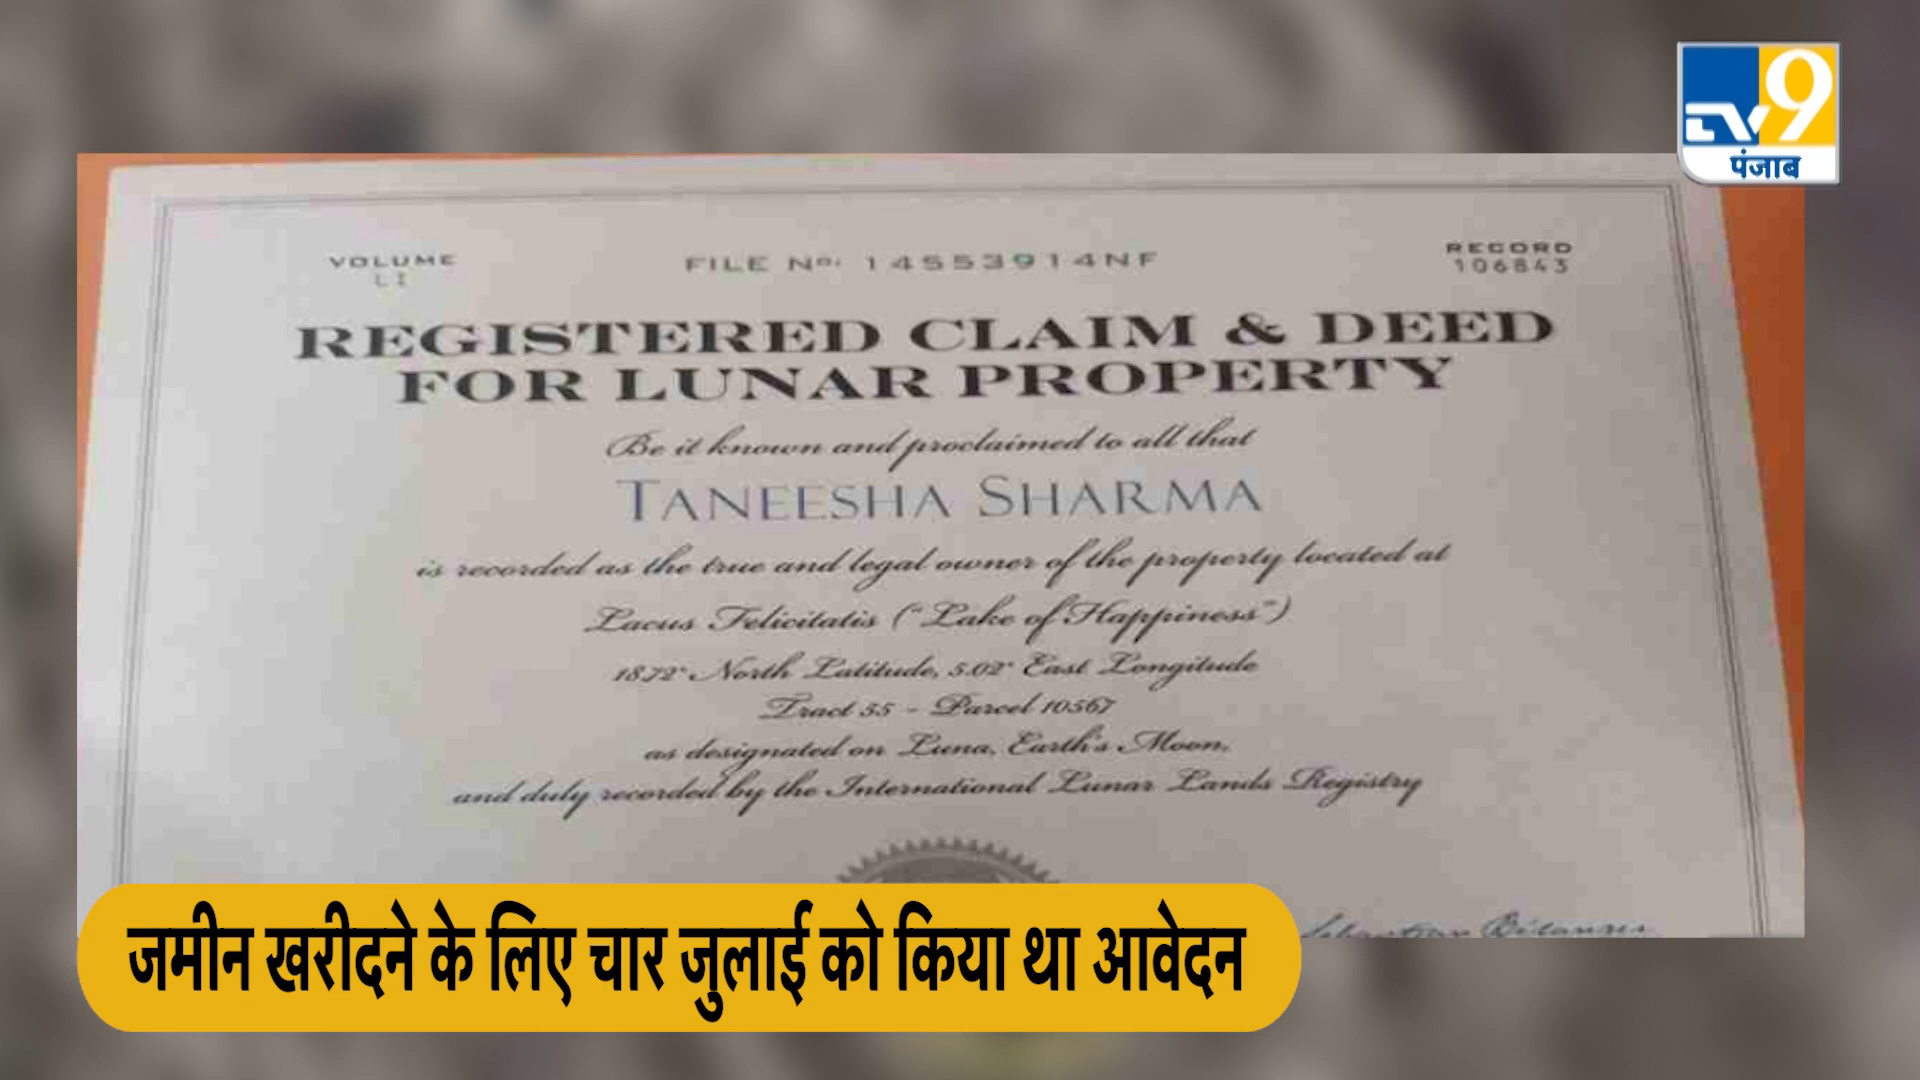 TV9
पंजाब
VOLUME
LI
FILE No. 14553914NF
RECORD
106843
REGISTERED CLAIM & DEED
FOR LUNAR PROPERTY
Be it known and proclaimed to all that
TANEESHA SHARMA
is recorded as the true and legal owner of the property located at
Lacus Felicitatis ("Lake of Happiness")
18.72° North Latitude, 5.02° East Longitude
Tract 55 - Parcel 10567
as designated on Luna, Earth's Moon,
and duly recorded by the International Lunar Lands Registry
जमीन खरीदने के लिए चार जुलाई को किया था आवेदन